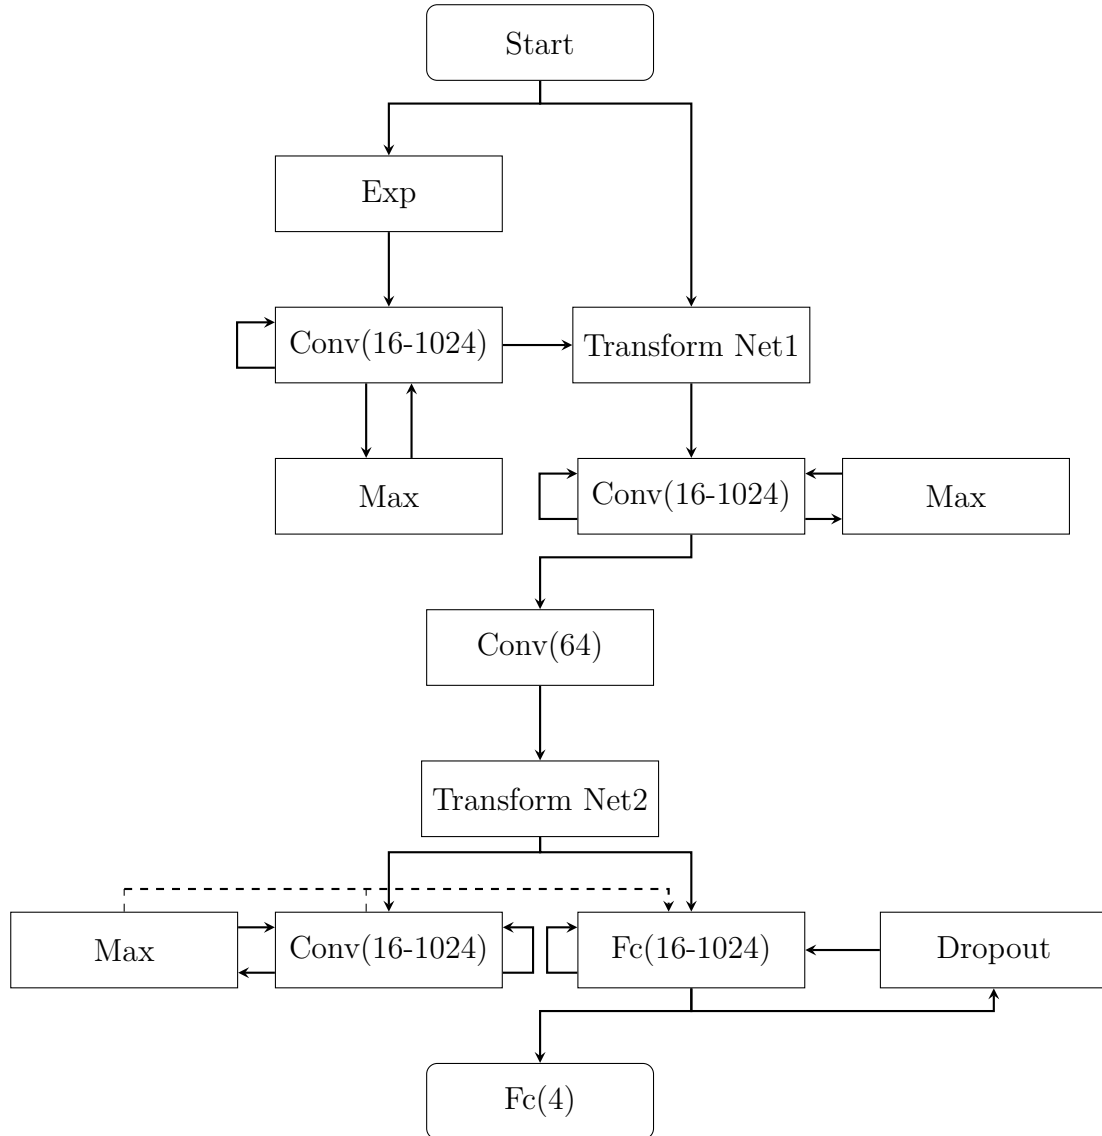 Start
Exp
Conv(16-1024)
Transform Net1
Max
Conv(16-1024)
Max
Conv(64)
Transform Net2
Max
Conv(16-1024)
Fc(16-1024)
Dropout
Fc(4)